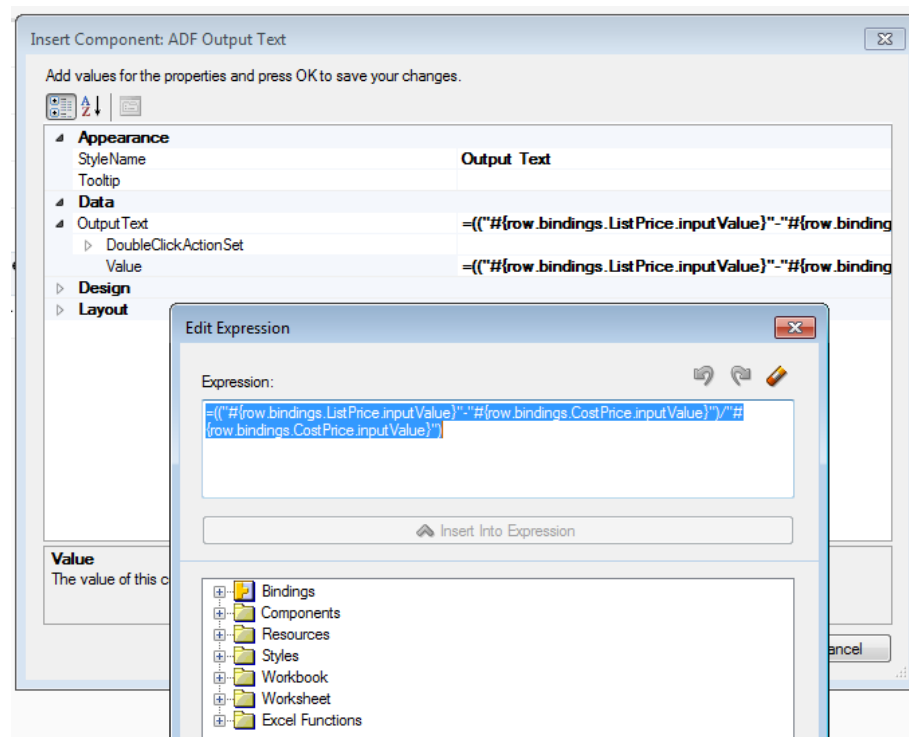 Insert Component: ADF Output Text
Add values for the properties and press OK to save your changes.
Appearance
StyleName Output Text
Tooltip
Data
OutputText =(("#{row.bindings.ListPrice.inputValue}"-"#{row.binding
DoubleClickActionSet
Value =(("#{row.bindings.ListPrice.inputValue}"-"#{row.binding
Design
Layout
Edit Expression
Expression:
=(("#{row.bindings.ListPrice.inputValue}"-"#{row.bindings.CostPrice.inputValue}")/"#
{row.bindings.CostPrice.inputValue}")
Insert Into Expression
Value
The value of this c
Bindings
Components
Resources
Styles
Workbook
Worksheet
Excel Functions
ancel